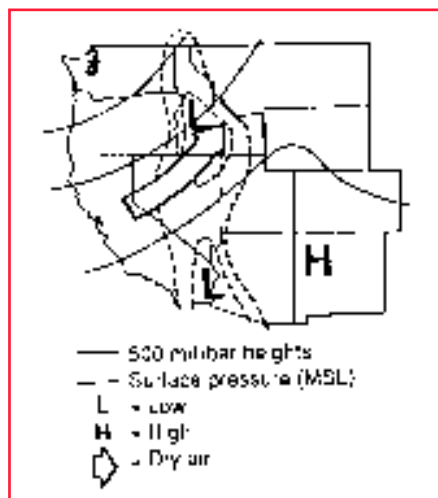 L
H
L
500 millibar heights
Surface pressure (MSL)
L = Low
H = High
= Dry air